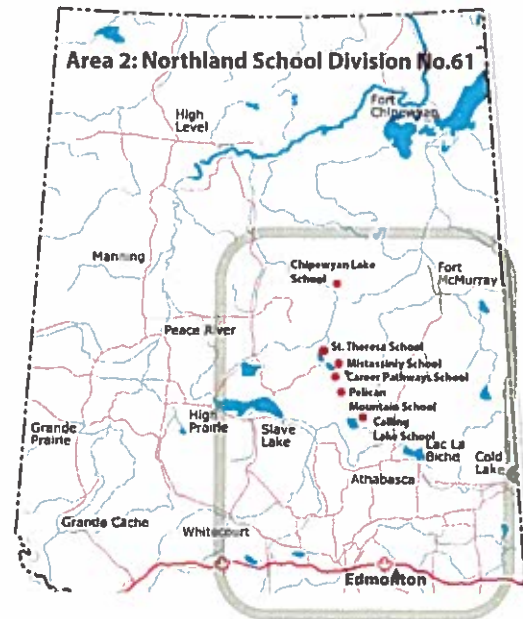 Area 2: Northland School Division No.61
High
Level
Fort
Chipewyan
Manning
Chipewyan Lake
School
Fort
McMurray
Peace River
St. Theresa School
Mistassiniy School
Career Pathways School
Pelican
Mountain School
Calling
Lake School
High
Prairie
Slave
Lake
Grande
Prairie
Lac La
Biche
Cold
Lake
Athabasca
Grande Cache
Whitecourt
Edmonton